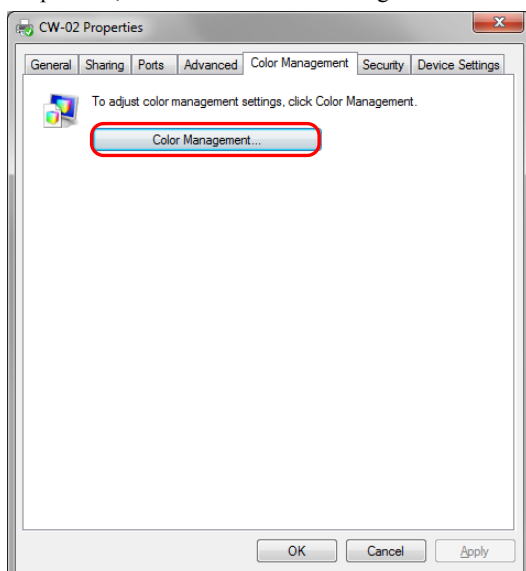 CW-02 Properties
General Sharing Ports Advanced Color Management Security Device Settings
To adjust color management settings, click Color Management.
Color Management...
OK Cancel Apply